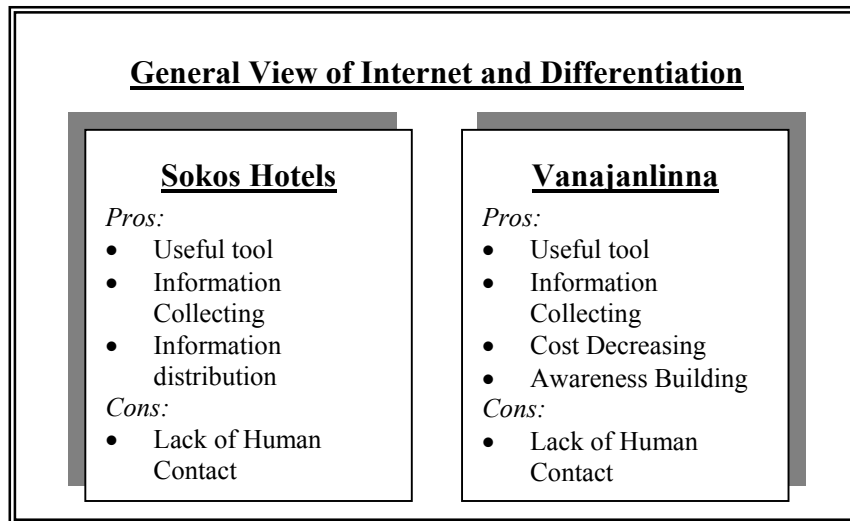 General View of Internet and Differentiation
Sokos Hotels
Pros:
• Useful tool
• Information
Collecting
• Information
distribution
Cons:
• Lack of Human
Contact
Vanajanlinna
Pros:
• Useful tool
• Information
Collecting
• Cost Decreasing
• Awareness Building
Cons:
• Lack of Human
Contact